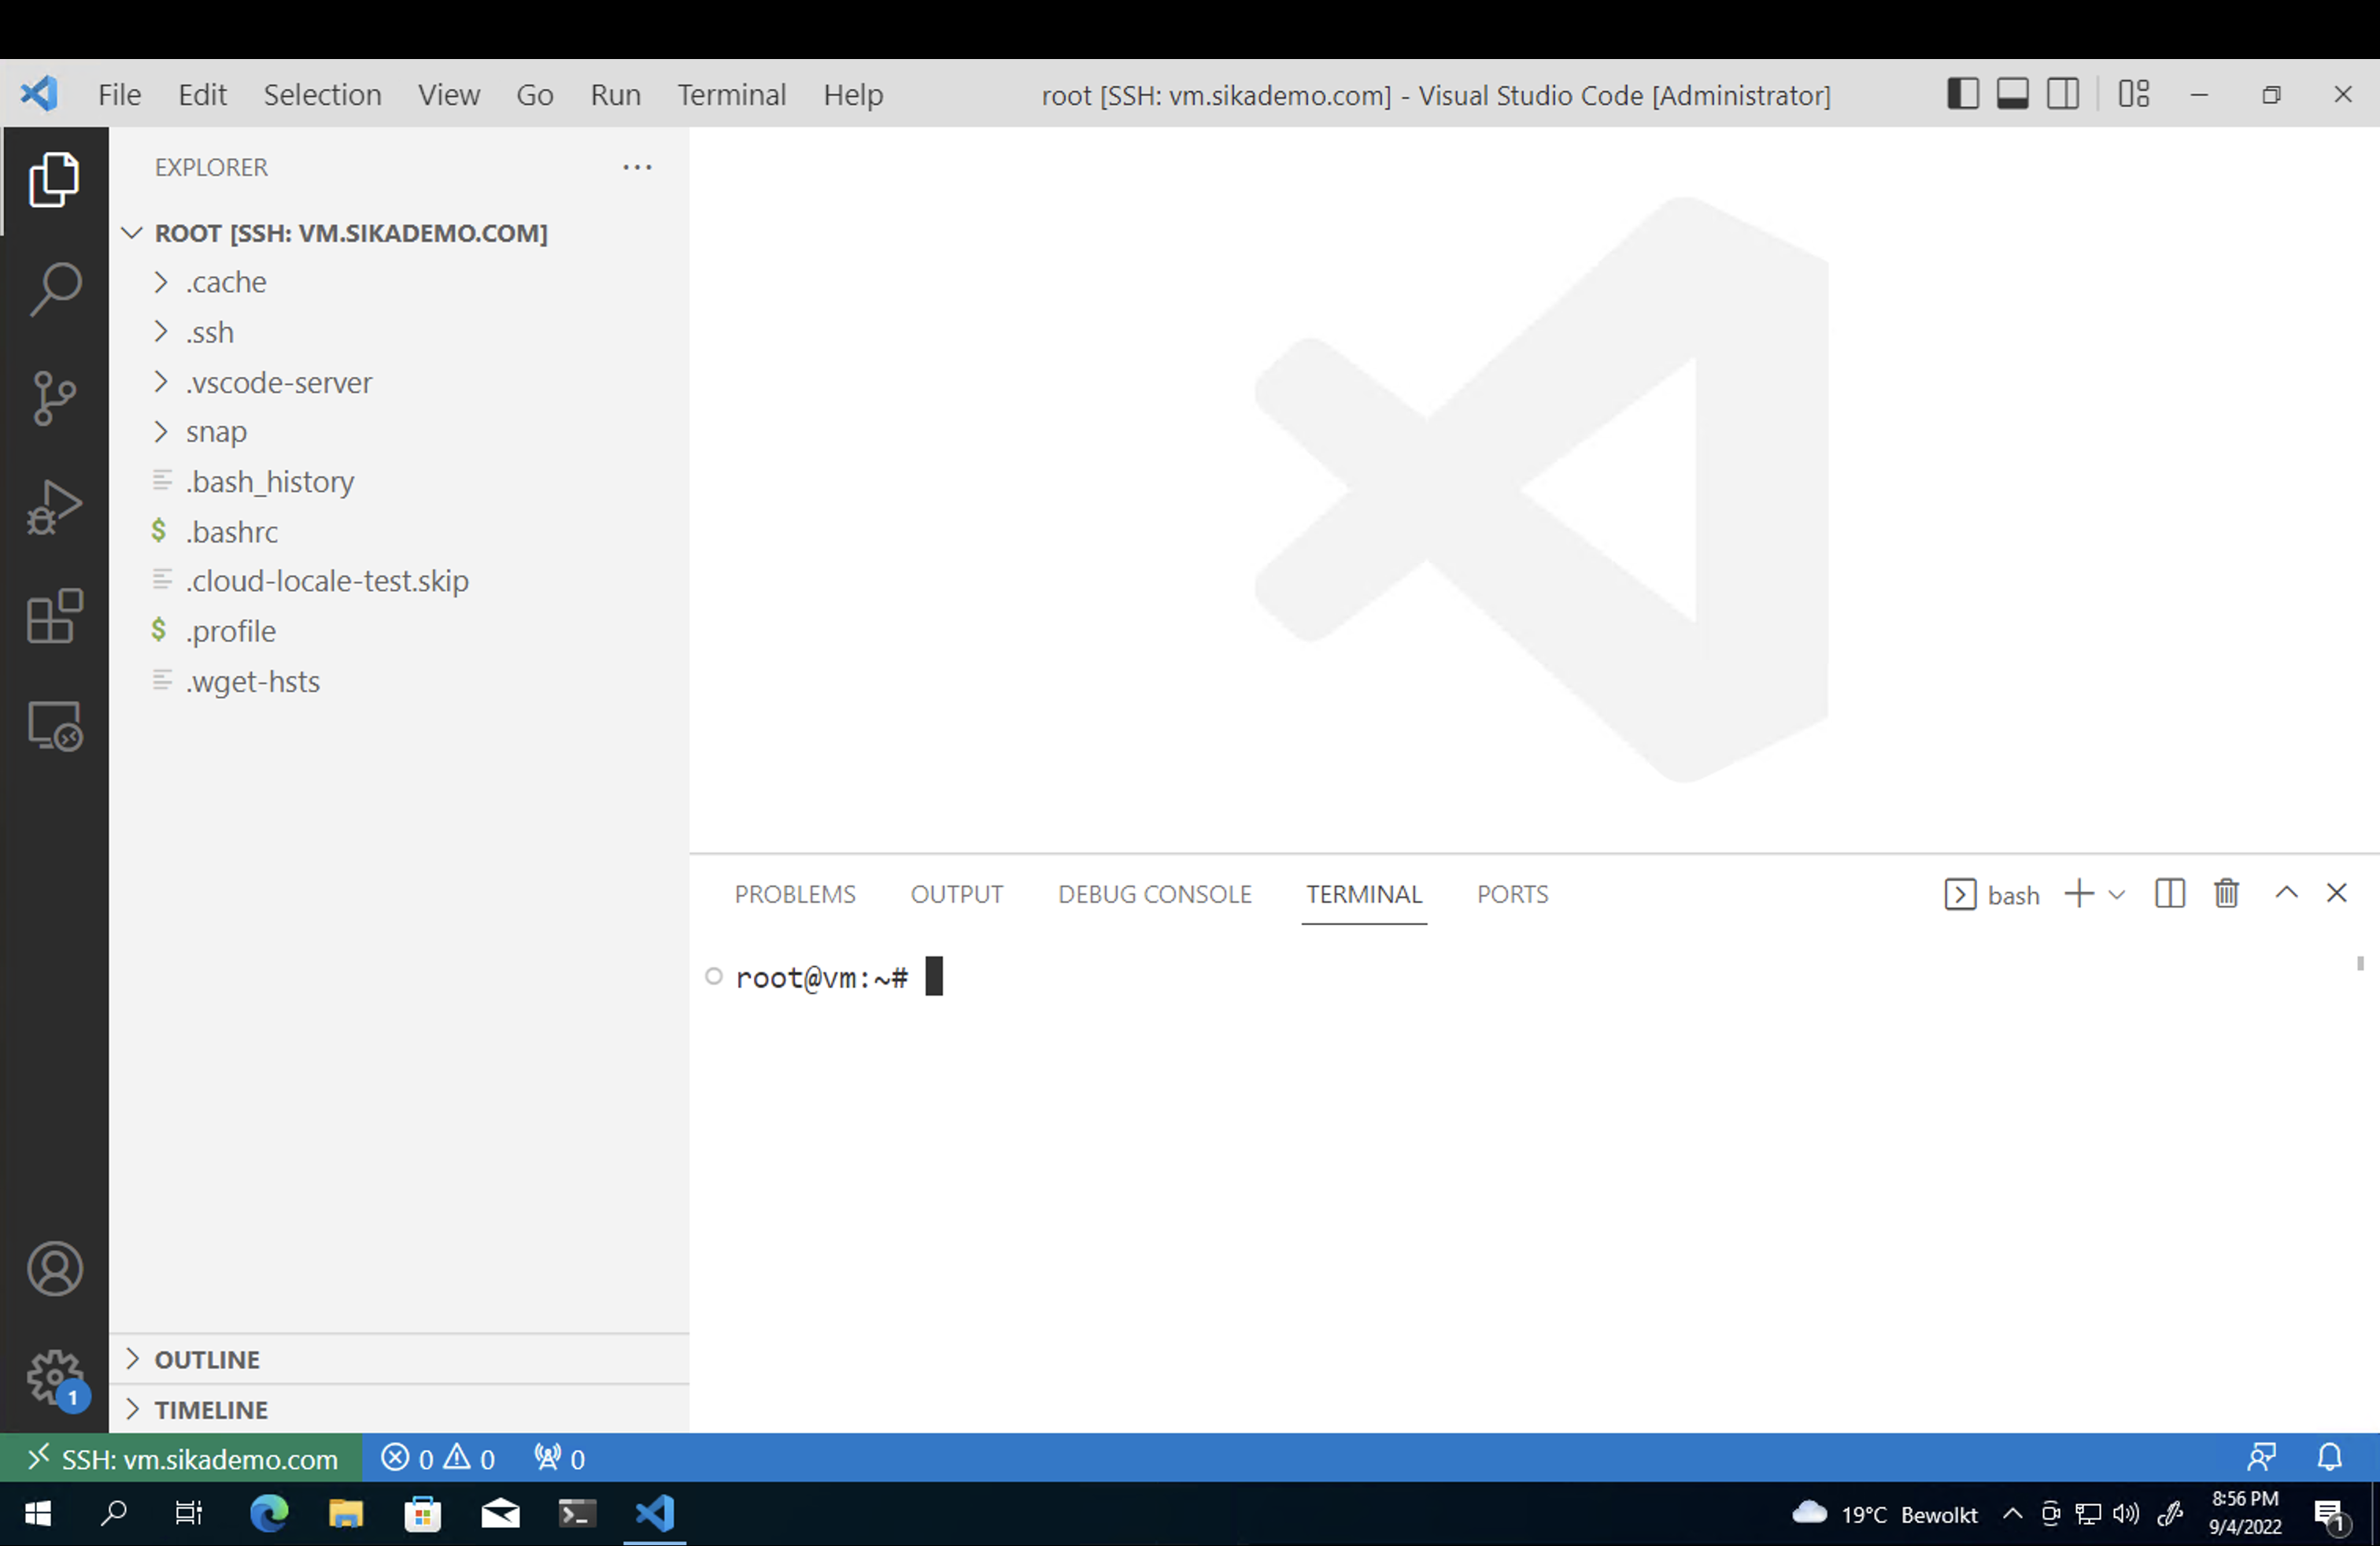 File Edit Selection View Go Run Terminal Help root [SSH: vm.sikademo.com] - Visual Studio Code [Administrator]
EXPLORER
ROOT [SSH: VM.SIKADEMO.COM]
.cache
.ssh
.vscode-server
snap
.bash_history
$ .bashrc
.cloud-locale-test.skip
$ .profile
.wget-hsts
PROBLEMS OUTPUT DEBUG CONSOLE TERMINAL PORTS bash
root@vm:~#
OUTLINE
1
TIMELINE
SSH: vm.sikademo.com 0 0 0
19°C Bewolkt 8:56 PM
9/4/2022
1